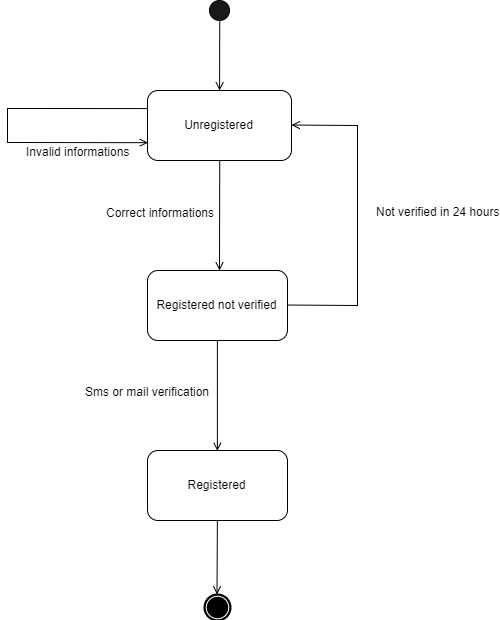 Unregistered
Invalid informations
Correct informations
Not verified in 24 hours
Registered not verified
Sms or mail verification
Registered